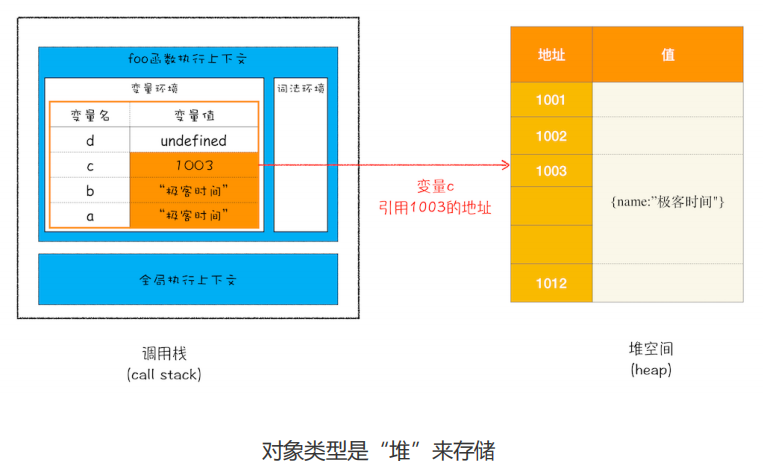 foo函数执行上下文
变量环境
词法环境
变量名 变量值
d undefined
c 1003
b “极客时间”
a “极客时间”
全局执行上下文
调用栈
(call stack)
变量c
引用1003的地址
地址 值
1001
1002
1003
{name:”极客时间"}
1012
堆空间
(heap)
对象类型是“堆”来存储